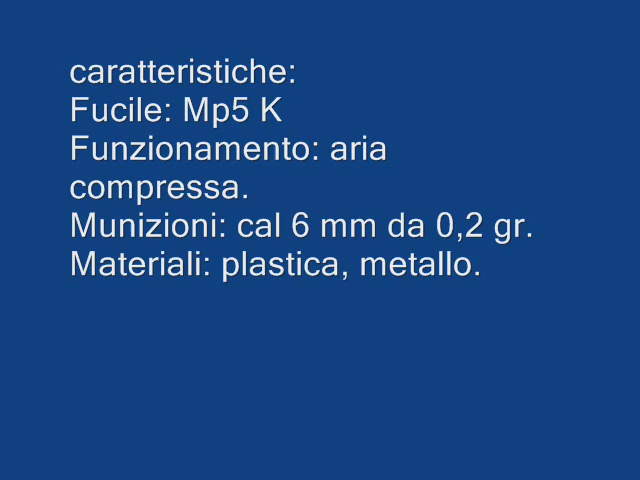 caratteristiche:
Fucile: Mp5 K
Funzionamento: aria
compressa.
Munizioni: cal 6 mm da 0,2 gr.
Materiali: plastica, metallo.